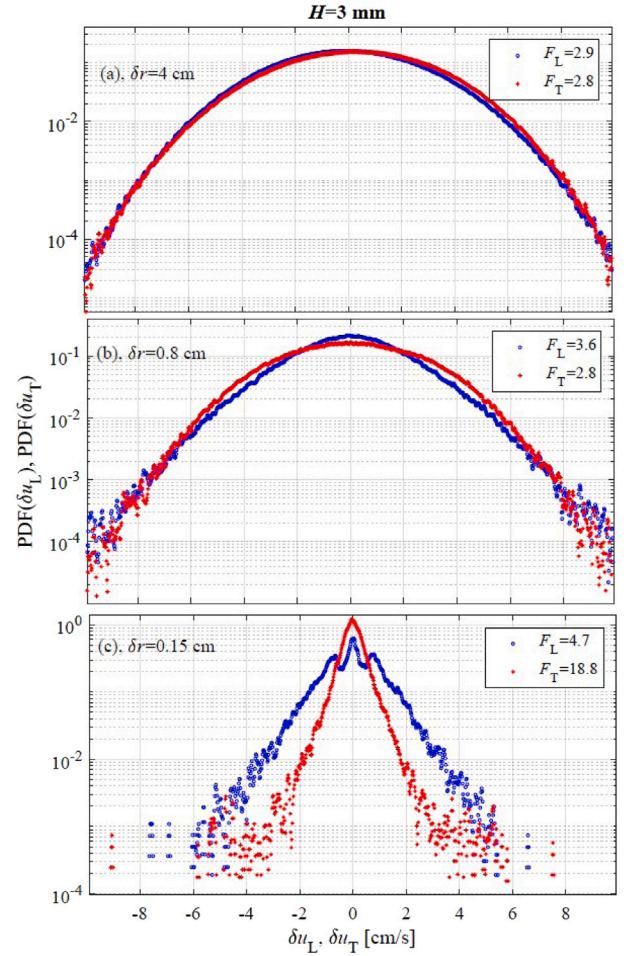 H=3 mm
(a), δr=4 cm
F_L=2.9
F_T=2.8
10^-2
10^-4
(b), δr=0.8 cm
F_L=3.6
F_T=2.8
10^-1
10^-2
10^-3
10^-4
PDF(δu_L), PDF(δu_T)
(c), δr=0.15 cm
F_L=4.7
F_T=18.8
10^0
10^-2
10^-4
-8 -6 -4 -2 0 2 4 6 8
δu_L, δu_T [cm/s]